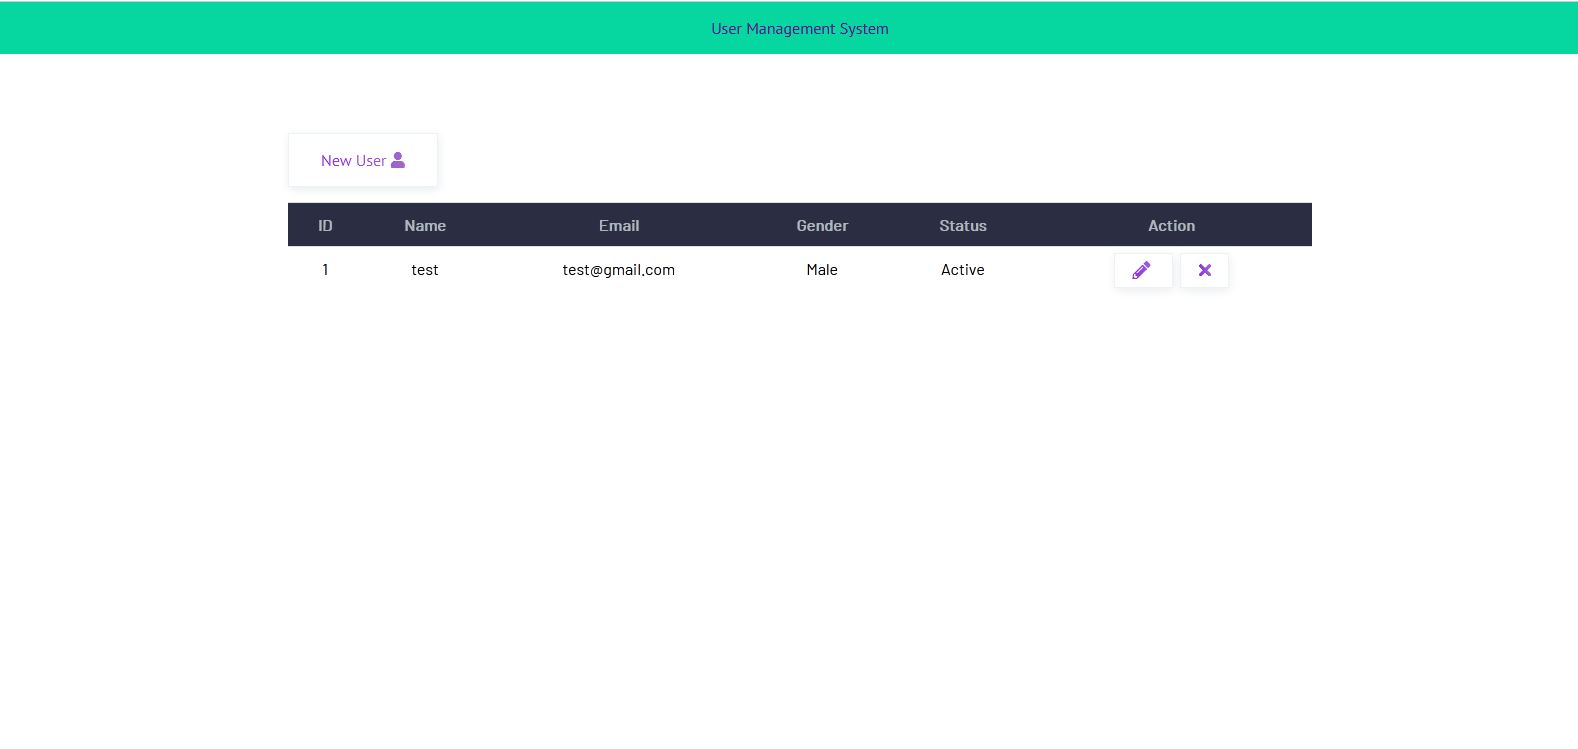 User Management System
New User
ID Name Email Gender Status Action
1 test test@gmail.com Male Active